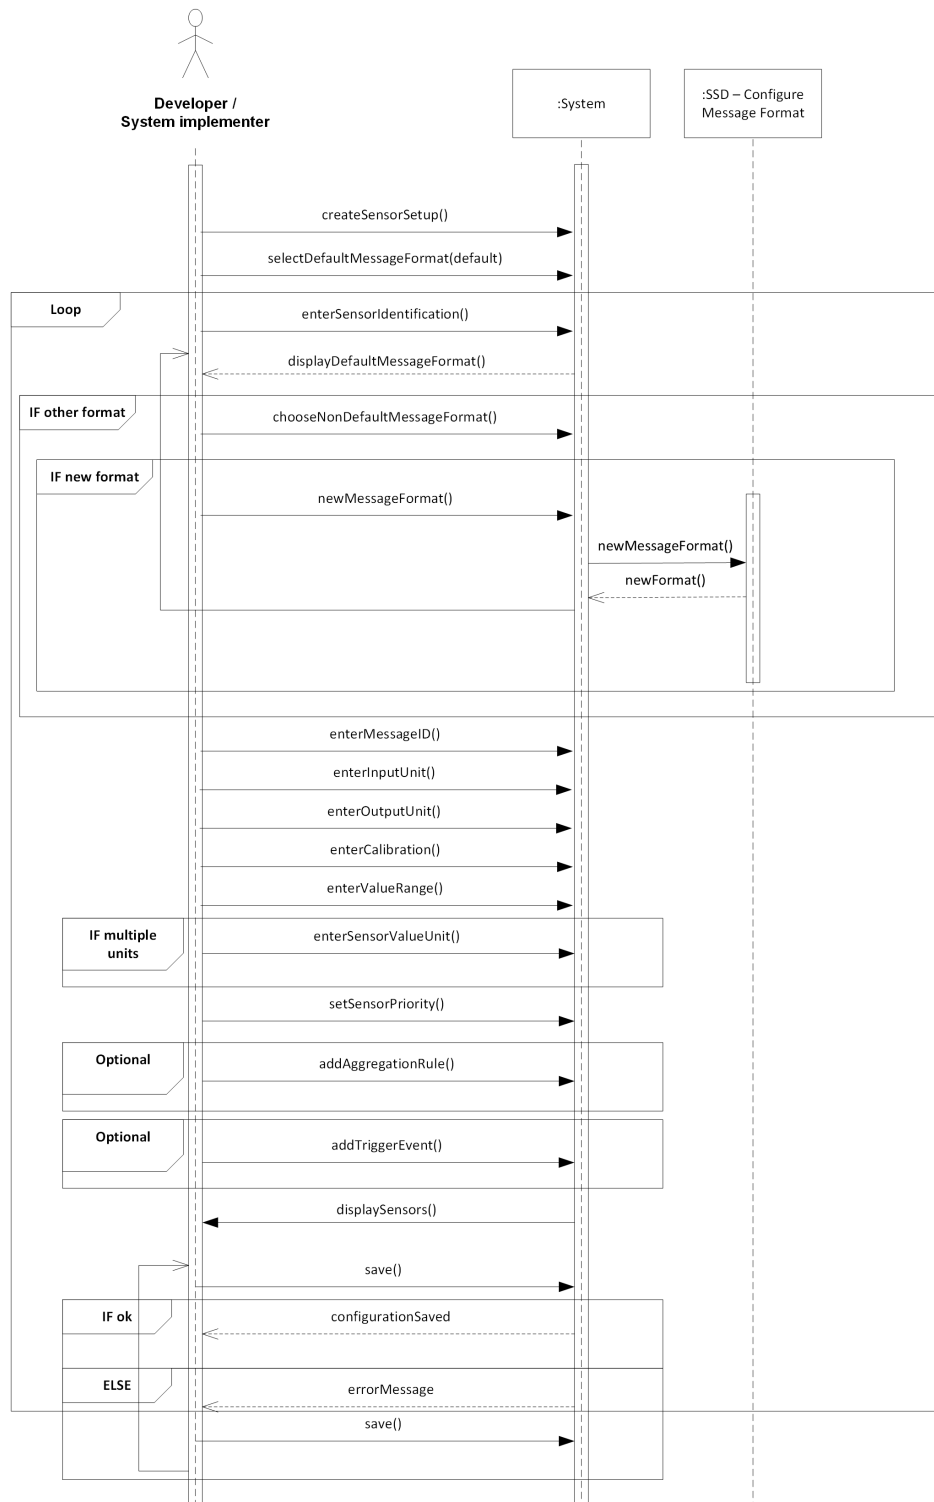 Developer /
System implementer
:System
:SSD – Configure
Message Format
createSensorSetup()
selectDefaultMessageFormat(default)
Loop
enterSensorIdentification()
displayDefaultMessageFormat()
IF other format
chooseNonDefaultMessageFormat()
IF new format
newMessageFormat()
newMessageFormat()
newFormat()
enterMessageID()
enterInputUnit()
enterOutputUnit()
enterCalibration()
enterValueRange()
IF multiple
units
enterSensorValueUnit()
setSensorPriority()
Optional
addAggregationRule()
Optional
addTriggerEvent()
displaySensors()
save()
IF ok
configurationSaved
ELSE
errorMessage
save()